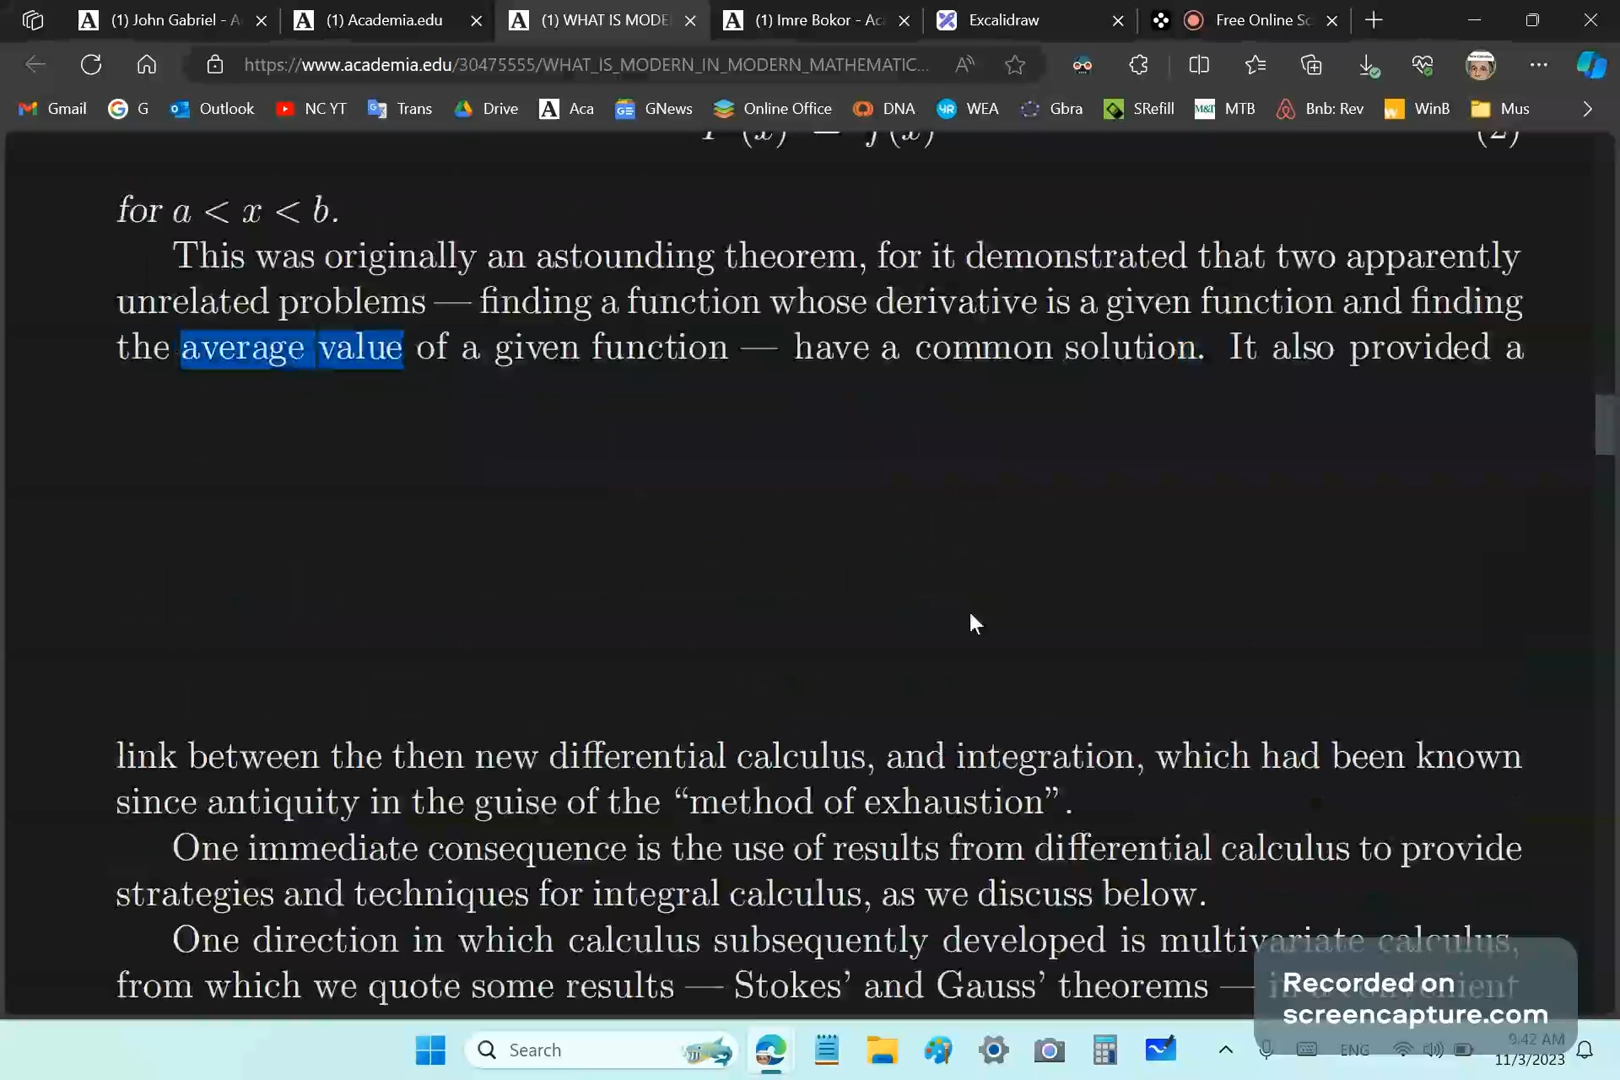 (1) John Gabriel - A
(1) Academia.edu
(1) WHAT IS MODE
(1) Imre Bokor - Ac
Excalidraw
Free Online Sc
https://www.academia.edu/30475555/WHAT_IS_MODERN_IN_MODERN_MATHEMATIC...
Gmail
G
Outlook
NC YT
Trans
Drive
Aca
GNews
Online Office
DNA
WEA
Gbra
SRefill
MTB
Bnb: Rev
WinB
Mus
for a < x < b.
This was originally an astounding theorem, for it demonstrated that two apparently
unrelated problems — finding a function whose derivative is a given function and finding
the average value of a given function — have a common solution. It also provided a
link between the then new differential calculus, and integration, which had been known
since antiquity in the guise of the “method of exhaustion”.
One immediate consequence is the use of results from differential calculus to provide
strategies and techniques for integral calculus, as we discuss below.
One direction in which calculus subsequently developed is multivariate calculus,
from which we quote some results — Stokes’ and Gauss’ theorems — in a convenient
Recorded on
screencapture.com
Search
ENG
9:42 AM
11/3/2023